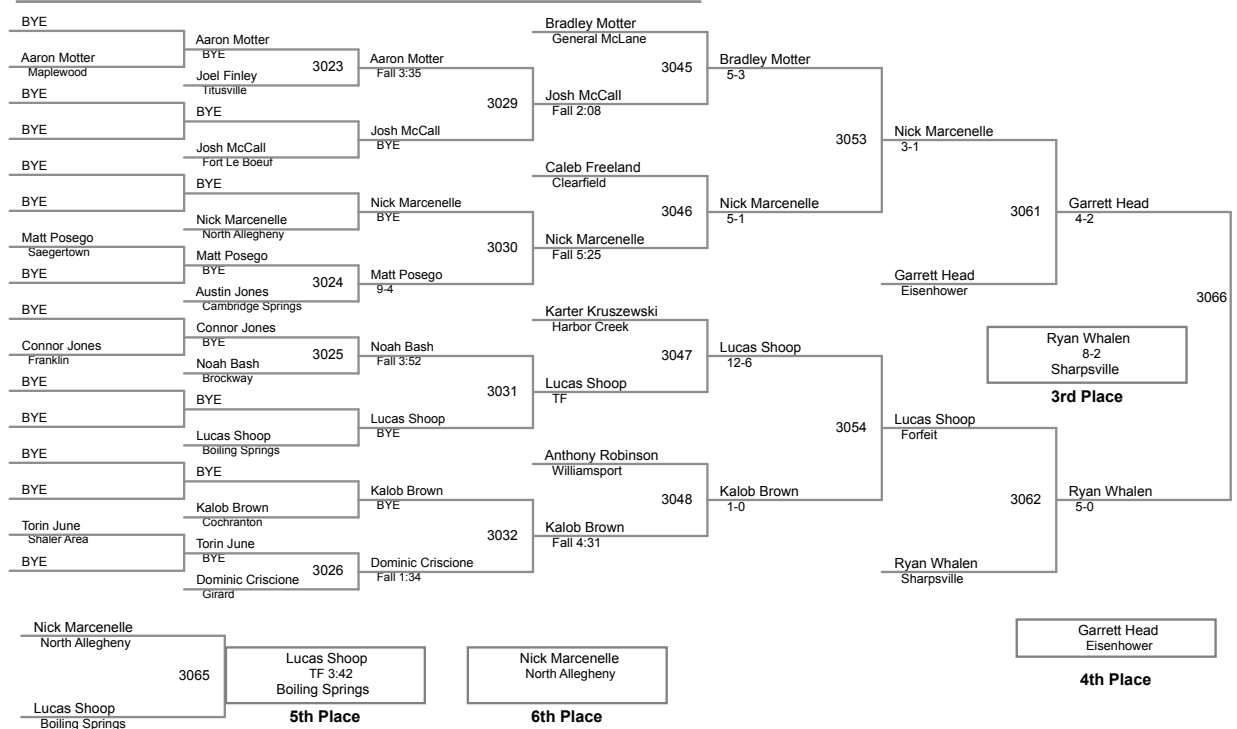 BYE
Aaron Motter
Maplewood
BYE
BYE
BYE
BYE
Matt Posego
Saegertown
BYE
BYE
Connor Jones
Franklin
BYE
BYE
BYE
BYE
Torin June
Shaler Area
BYE
Aaron Motter
BYE
3023
Joel Finley
Titusville
BYE
Josh McCall
Fort Le Boeuf
BYE
Nick Marcenelle
North Allegheny
Matt Posego
BYE
3024
Austin Jones
Cambridge Springs
Connor Jones
BYE
3025
Noah Bash
Brockway
BYE
Lucas Shoop
Boiling Springs
BYE
Kalob Brown
Cochranton
Torin June
BYE
3026
Dominic Criscione
Girard
Aaron Motter
Fall 3:35
3029
Josh McCall
BYE
Nick Marcenelle
BYE
3030
Matt Posego
9-4
Noah Bash
Fall 3:52
3031
Lucas Shoop
BYE
Kalob Brown
BYE
3032
Dominic Criscione
Fall 1:34
Bradley Motter
General McLane
3045
Josh McCall
Fall 2:08
Caleb Freeland
Clearfield
3046
Nick Marcenelle
Fall 5:25
Karter Kruszewski
Harbor Creek
3047
Lucas Shoop
TF
Anthony Robinson
Williamsport
3048
Kalob Brown
Fall 4:31
Bradley Motter
5-3
3053
Nick Marcenelle
5-1
Lucas Shoop
12-6
3054
Kalob Brown
1-0
Nick Marcenelle
3-1
3061
Garrett Head
Eisenhower
Lucas Shoop
Forfeit
3062
Ryan Whalen
Sharpsville
Garrett Head
4-2
3066
Ryan Whalen
5-0
Ryan Whalen
8-2
Sharpsville
3rd Place
Garrett Head
Eisenhower
4th Place
Nick Marcenelle
North Allegheny
3065
Lucas Shoop
Boiling Springs
Lucas Shoop
TF 3:42
Boiling Springs
5th Place
Nick Marcenelle
North Allegheny
6th Place